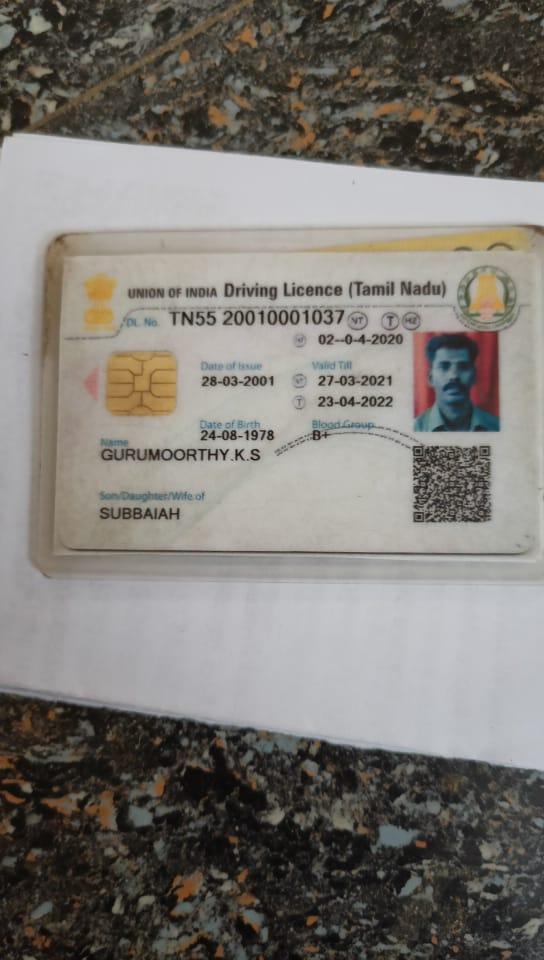 UNION OF INDIA Driving Licence (Tamil Nadu)
DL. No. TN55 20010001037 NT T HZ
HZ 02--0-4-2020
Date of Issue Valid Till
28-03-2001 NT 27-03-2021
T 23-04-2022
Date of Birth Blood Group
24-08-1978 B+
Name
GURUMOORTHY.K.S
Son/Daughter/Wife of
SUBBAIAH